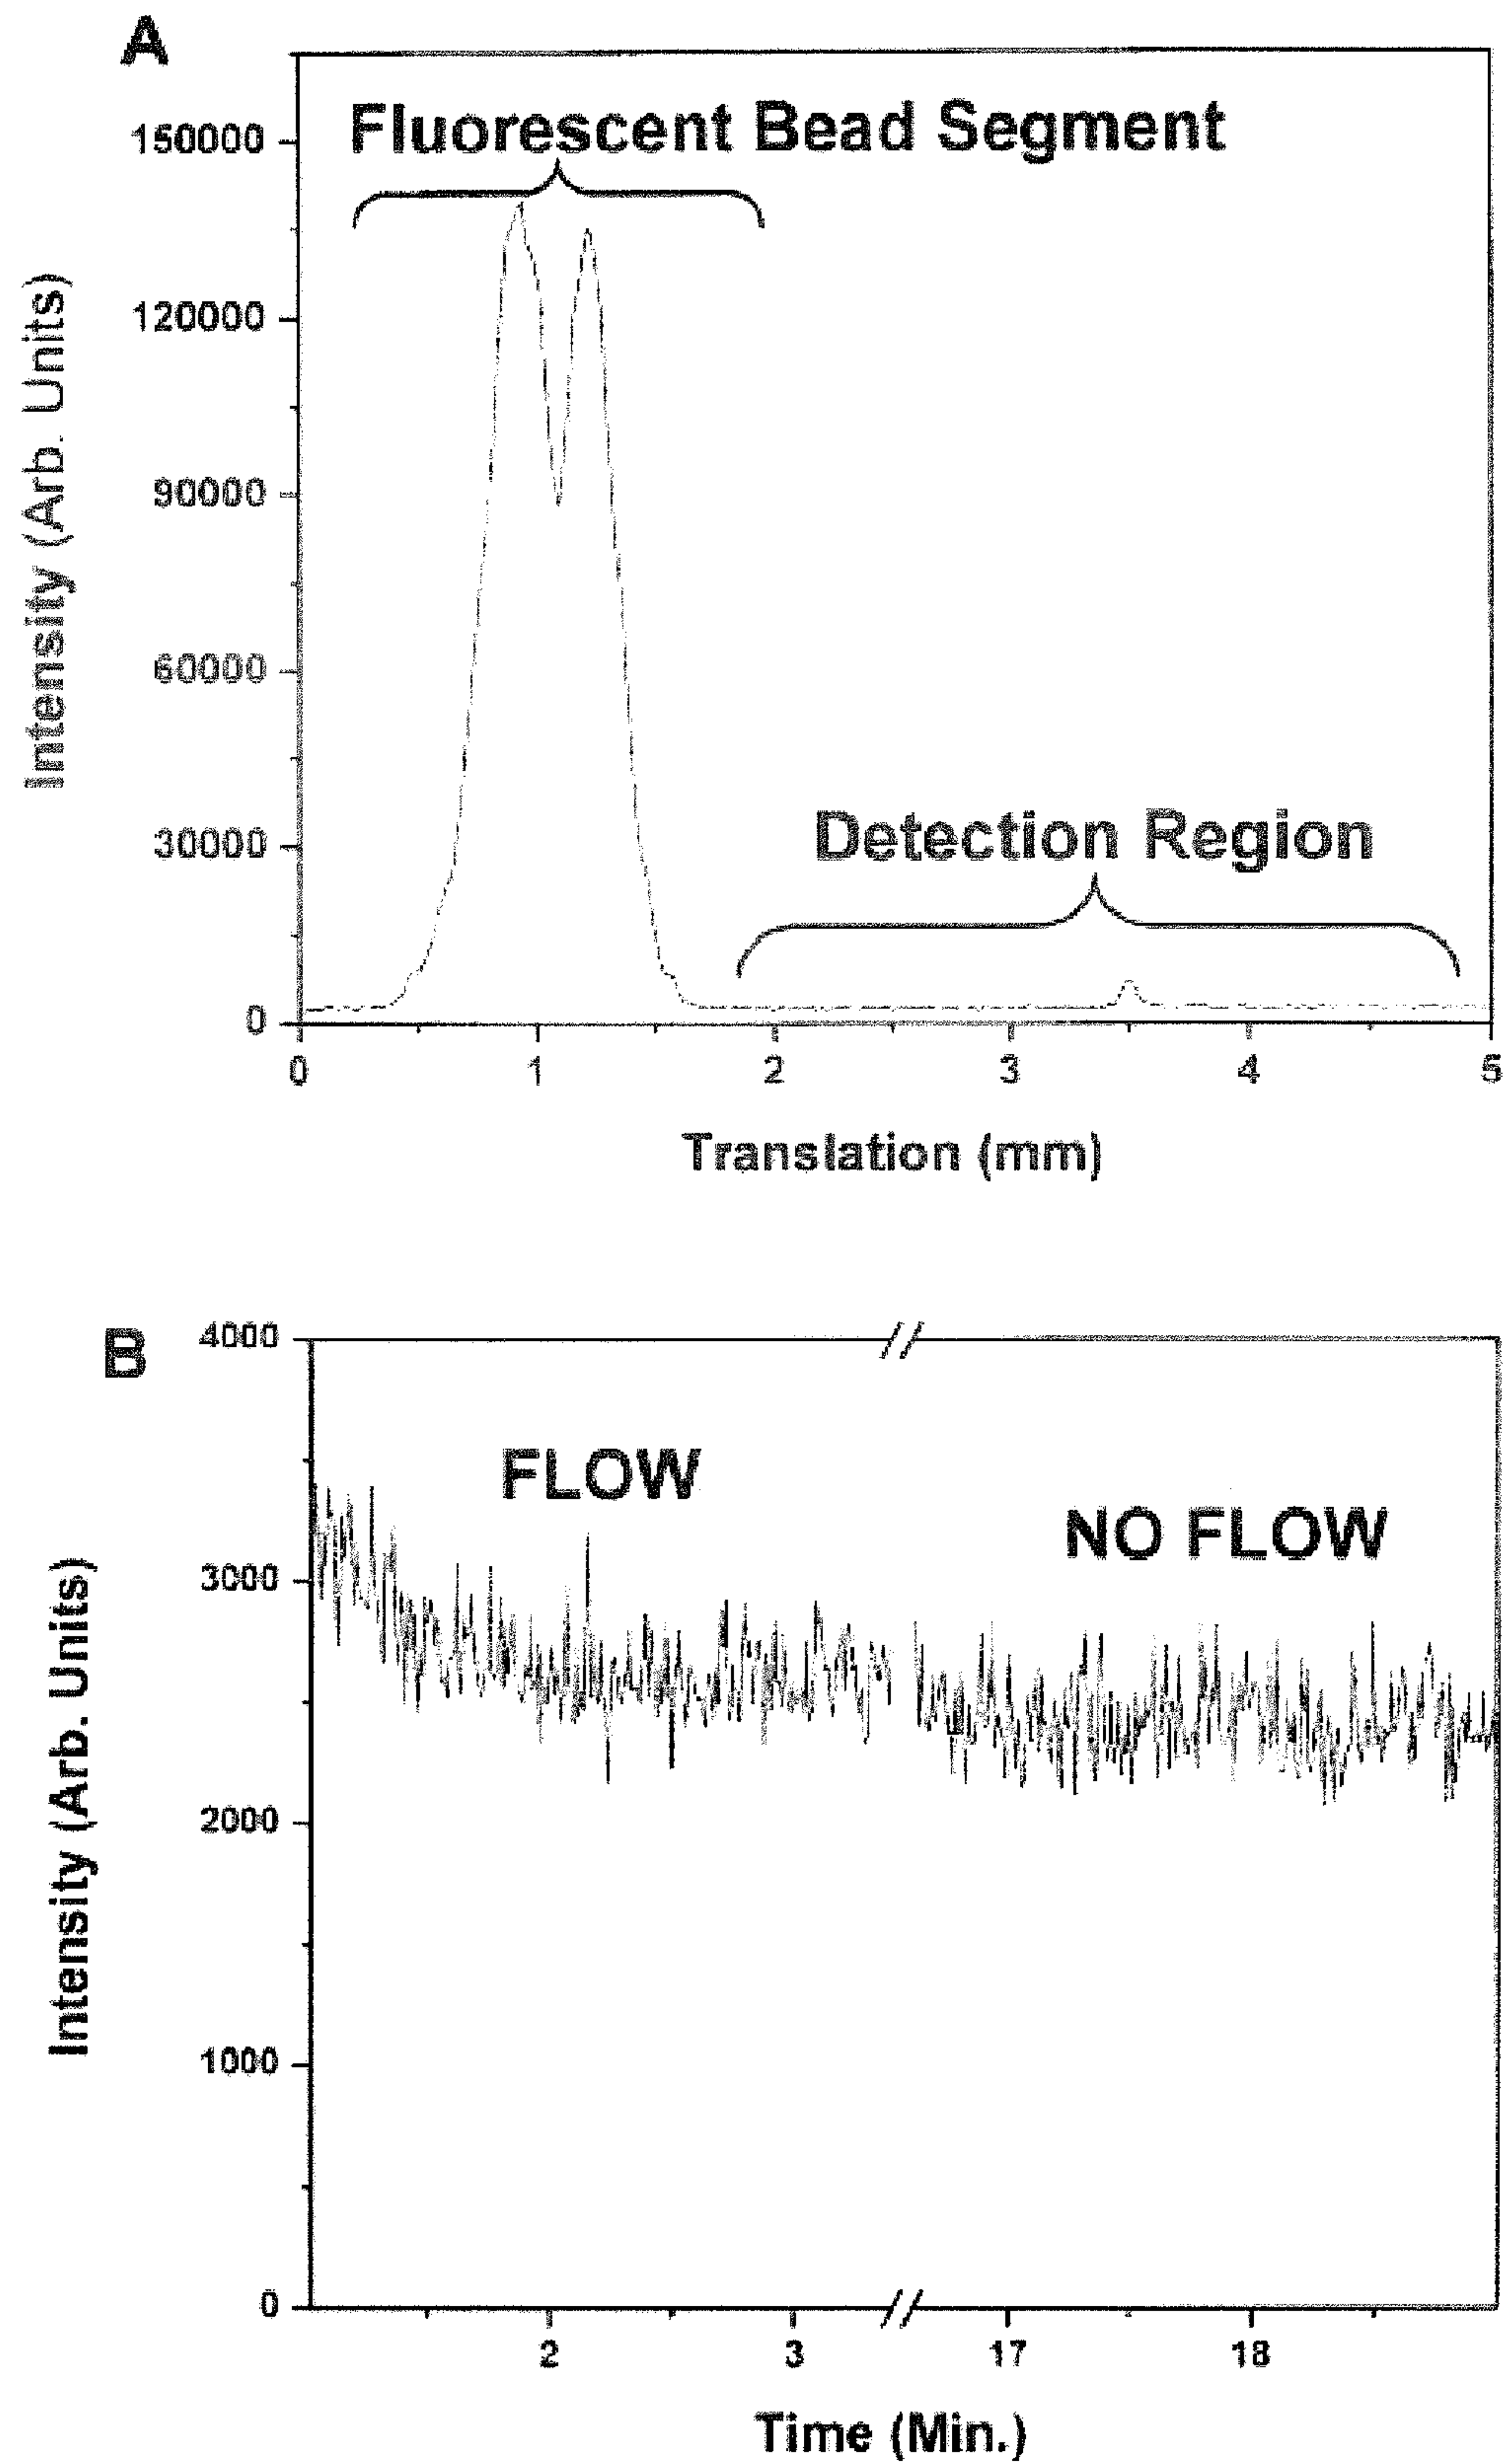 A
Fluorescent Bead Segment
150000
120000
90000
60000
30000
0
Intensity (Arb. Units)
Detection Region
0 1 2 3 4 5
Translation (mm)
B
4000
3000
2000
1000
0
Intensity (Arb. Units)
FLOW
NO FLOW
2 3 17 18
Time (Min.)